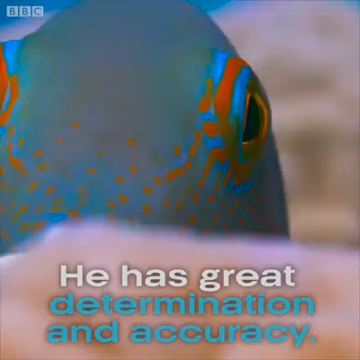 BBC
He has great
determination
and accuracy.